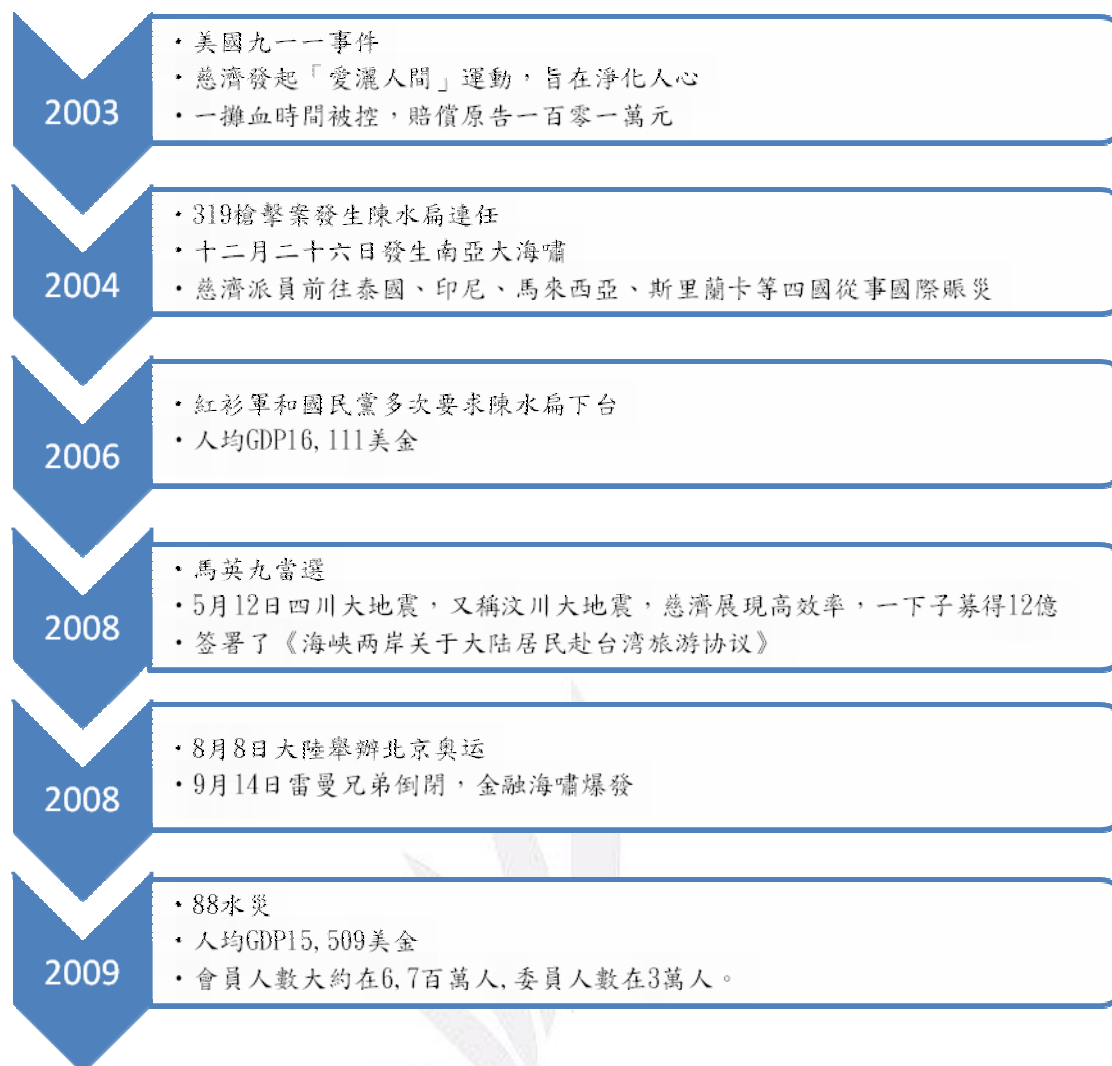 2003
・美國九一一事件
・慈濟發起「愛灑人間」運動，旨在淨化人心
・一攤血時間被控，賠償原告一百零一萬元
2004
・319槍擊案發生陳水扁連任
・十二月二十六日發生南亞大海嘯
・慈濟派員前往泰國、印尼、馬來西亞、斯里蘭卡等四國從事國際賑災
2006
・紅衫軍和國民黨多次要求陳水扁下台
・人均GDP16,111美金
2008
・馬英九當選
・5月12日四川大地震，又稱汶川大地震，慈濟展現高效率，一下子募得12億
・签署了《海峡两岸关于大陆居民赴台湾旅游协议》
2008
・8月8日大陸舉辦北京奥运
・9月14日雷曼兄弟倒閉，金融海嘯爆發
2009
・88水災
・人均GDP15,509美金
・會員人數大約在6,7百萬人,委員人數在3萬人。